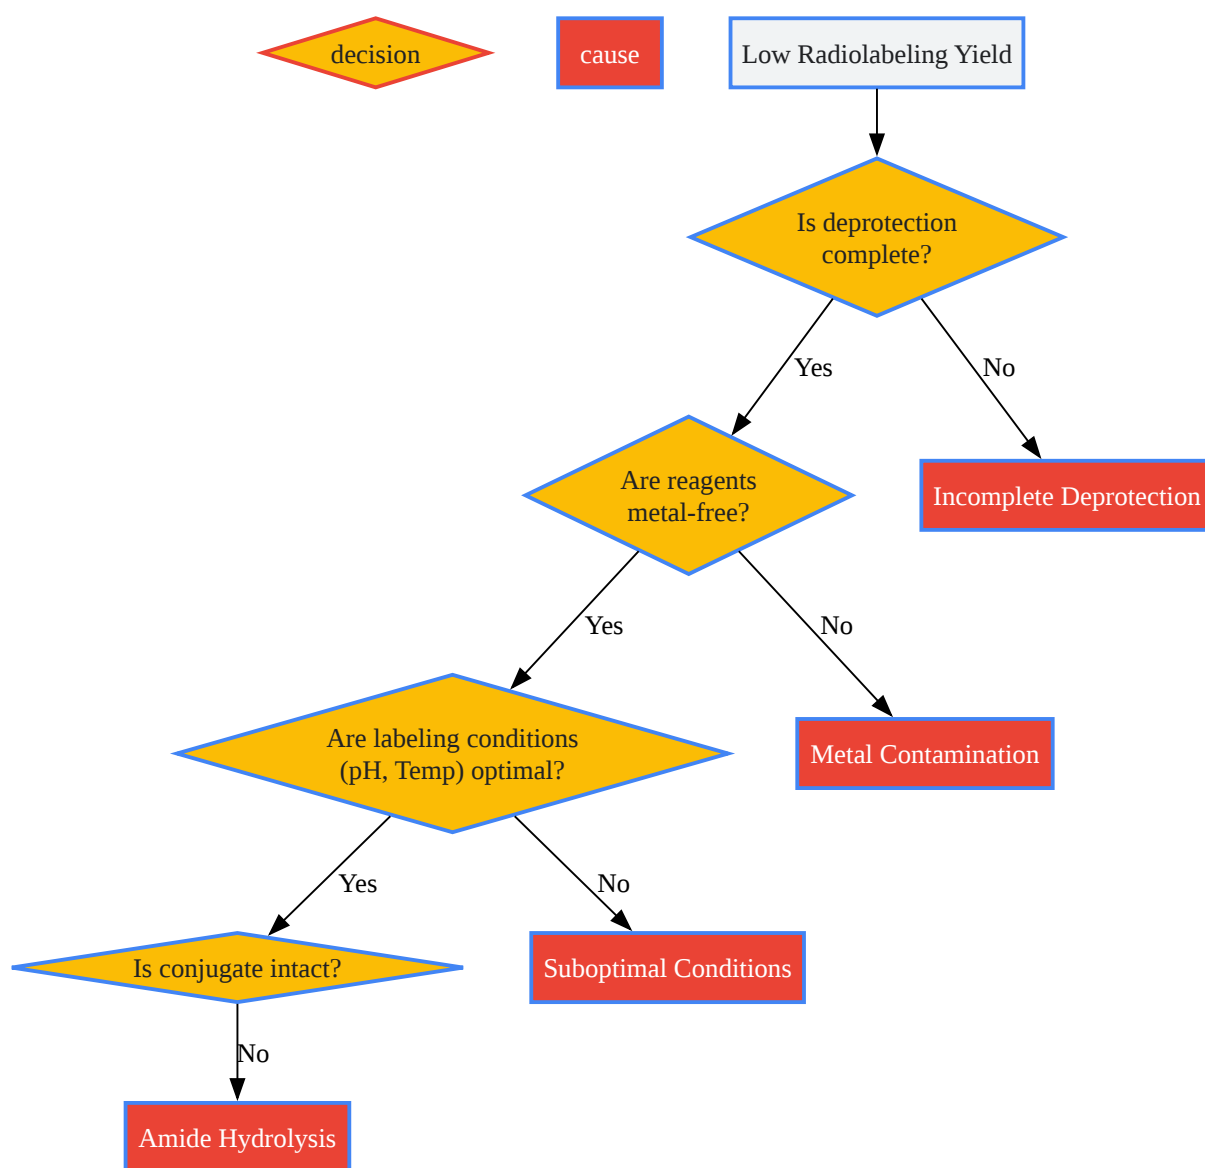 decision
cause
Low Radiolabeling Yield
Is deprotection
complete?
Yes
No
Are reagents
metal-free?
Incomplete Deprotection
Yes
No
Are labeling conditions
(pH, Temp) optimal?
Metal Contamination
Yes
No
Is conjugate intact?
Suboptimal Conditions
No
Amide Hydrolysis